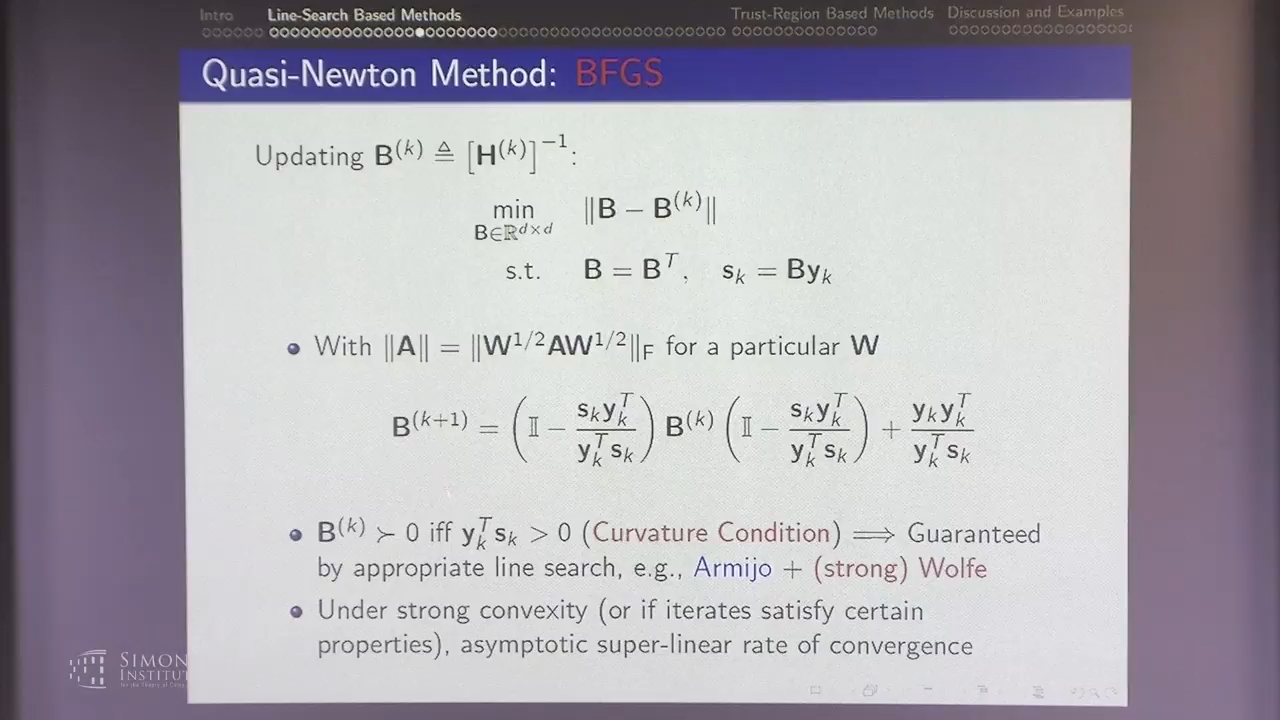 Intro Line-Search Based Methods Trust-Region Based Methods Discussion and Examples
Quasi-Newton Method: BFGS
Updating B^(k) ≜ [H^(k)]^−1:
min_{B∈ℝ^{d×d}} ‖B − B^(k)‖
s.t. B = B^T, s_k = By_k
With ‖A‖ = ‖W^{1/2}AW^{1/2}‖_F for a particular W
B^(k+1) = (𝕀 − s_k y_k^T / y_k^T s_k) B^(k) (𝕀 − s_k y_k^T / y_k^T s_k) + y_k y_k^T / y_k^T s_k
B^(k) ≻ 0 iff y_k^T s_k > 0 (Curvature Condition) ⟹ Guaranteed
by appropriate line search, e.g., Armijo + (strong) Wolfe
Under strong convexity (or if iterates satisfy certain
properties), asymptotic super-linear rate of convergence
SIMON
INSTITUT